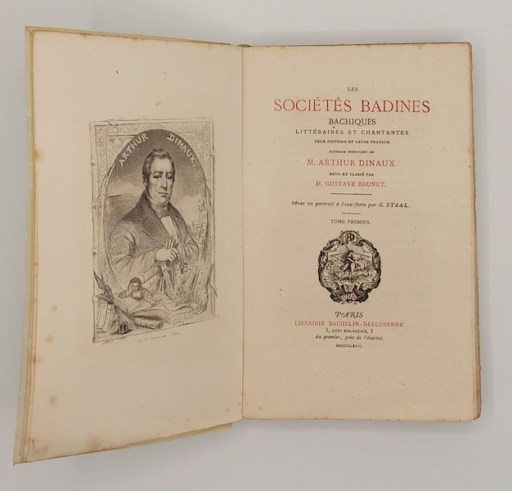 ARTHUR DINAUX
LES
SOCIÉTÉS BADINES
BACHIQUES
LITTÉRAIRES ET CHANTANTES
LEUR HISTOIRE ET LEURS TRAVAUX
OUVRAGE POSTHUME DE
M. ARTHUR DINAUX
REVU ET CLASSÉ PAR
M. GUSTAVE BRUNET.
Avec un portrait à l'eau-forte par G. STAAL.
TOME PREMIER.
PARIS
LIBRAIRIE BACHELIN-DEFLORENNE
3, QUAI MALAQUAIS, 3
Au premier, près de l'Institut.
MDCCCLXVII